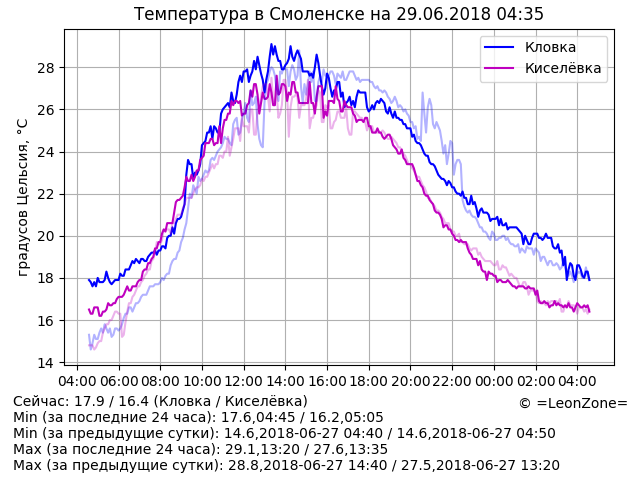 Температура в Смоленске на 29.06.2018 04:35
градусов Цельсия, °C
28
26
24
22
20
18
16
14
Кловка
Киселёвка
04:00 06:00 08:00 10:00 12:00 14:00 16:00 18:00 20:00 22:00 00:00 02:00 04:00
Сейчас: 17.9 / 16.4 (Кловка / Киселёвка)
© =LeonZone=
Min (за последние 24 часа): 17.6,04:45 / 16.2,05:05
Min (за предыдущие сутки): 14.6,2018-06-27 04:40 / 14.6,2018-06-27 04:50
Max (за последние 24 часа): 29.1,13:20 / 27.6,13:35
Max (за предыдущие сутки): 28.8,2018-06-27 14:40 / 27.5,2018-06-27 13:20